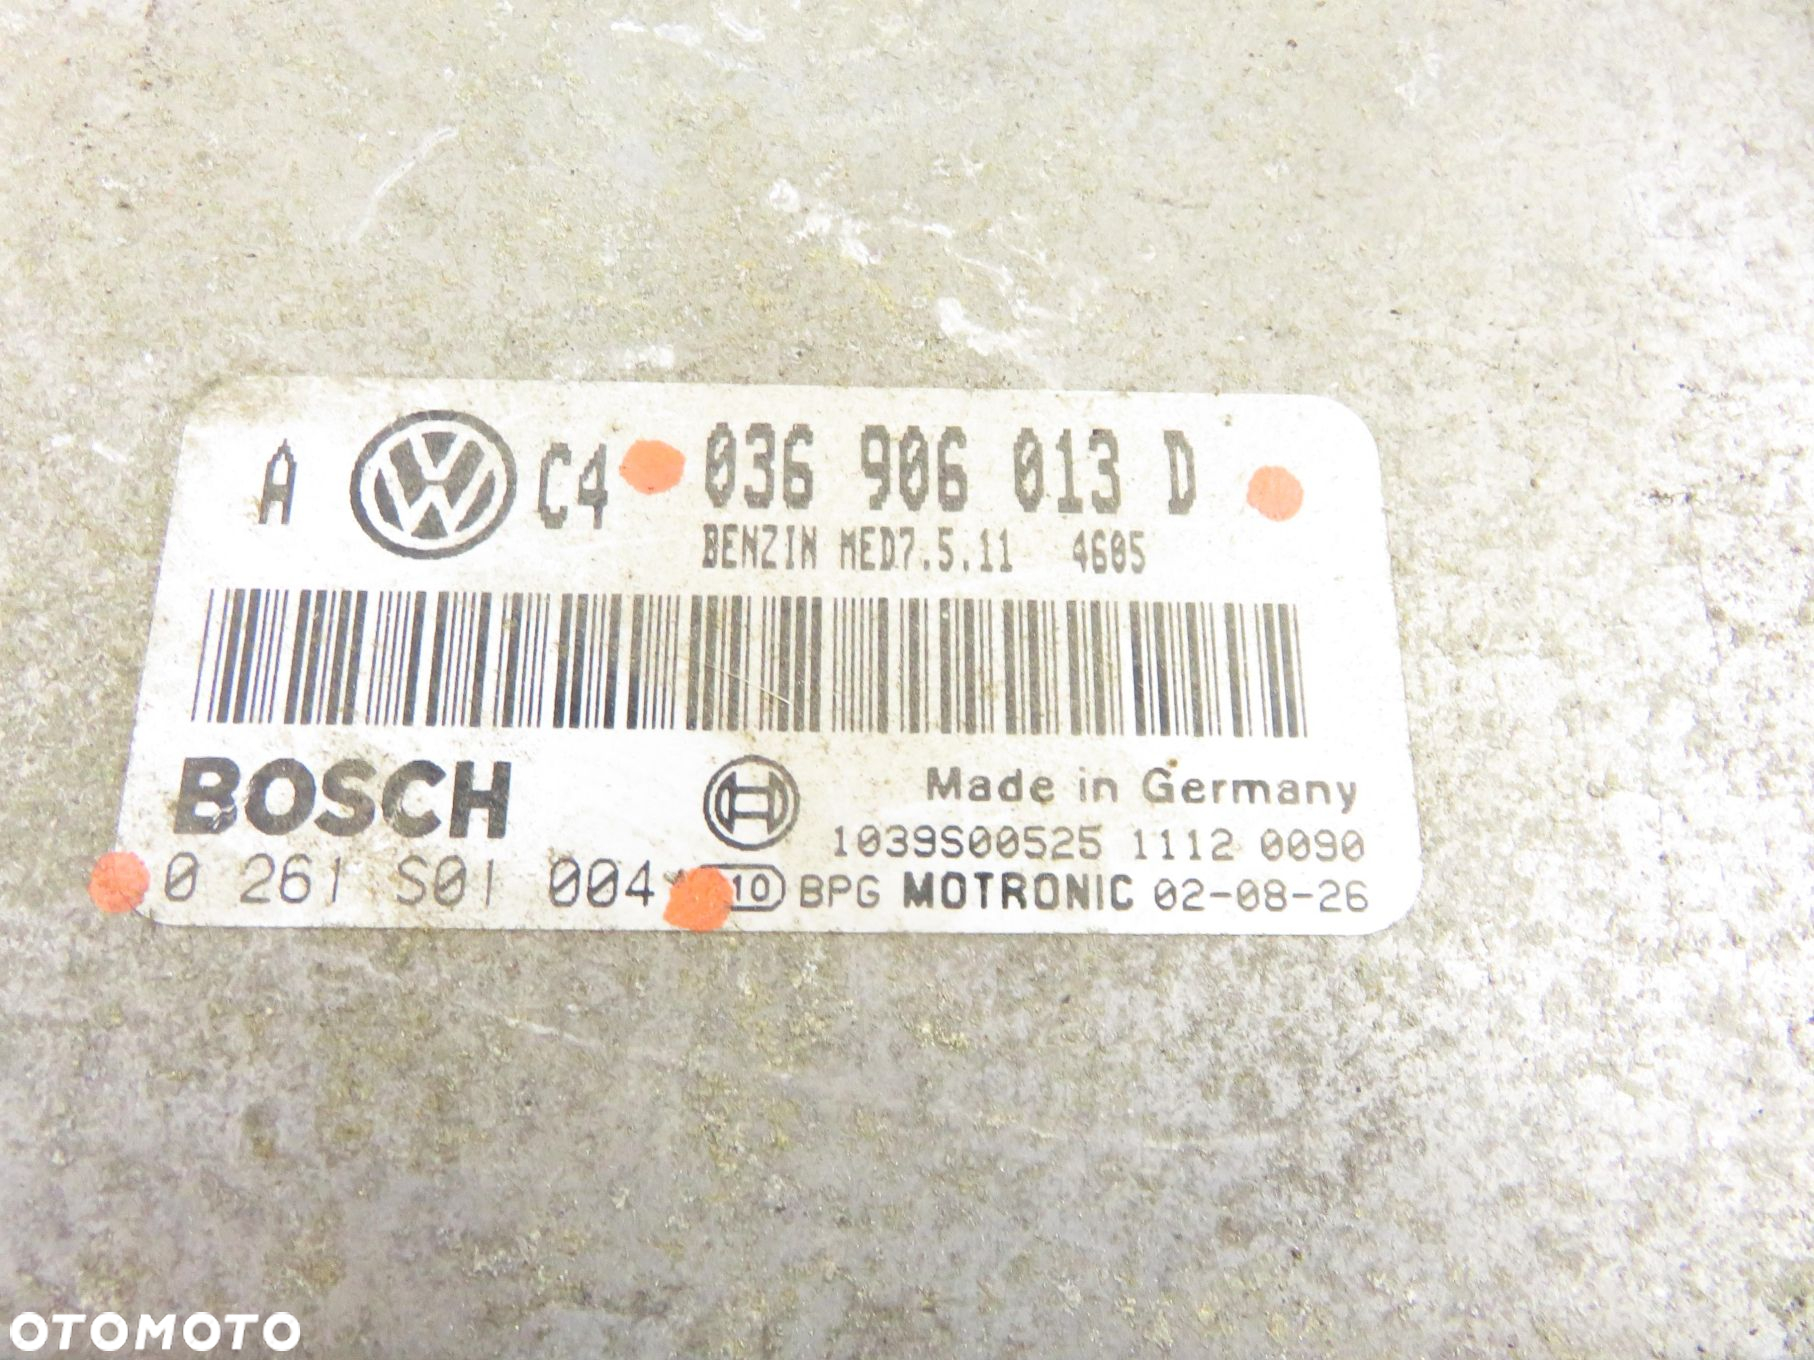 A C4 036 906 013 D
BENZIN MED7.5.11 4605
BOSCH
Made in Germany
1039S00525 1112 0090
0 261 S01 004 10 BPG MOTRONIC 02-08-26
OTOMOTO